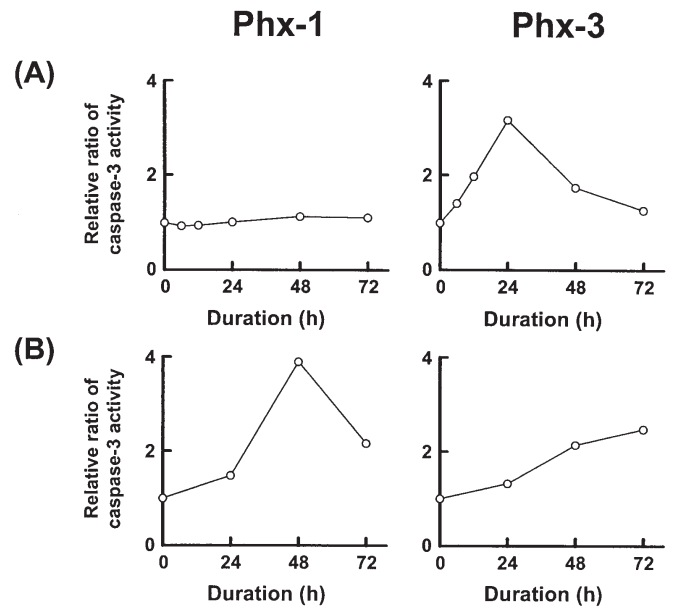 Phx-1
Phx-3
(A)
Relative ratio of
caspase-3 activity
4
2
0
0 24 48 72
Duration (h)
4
2
0
0 24 48 72
Duration (h)
(B)
Relative ratio of
caspase-3 activity
4
2
0
0 24 48 72
Duration (h)
4
2
0
0 24 48 72
Duration (h)